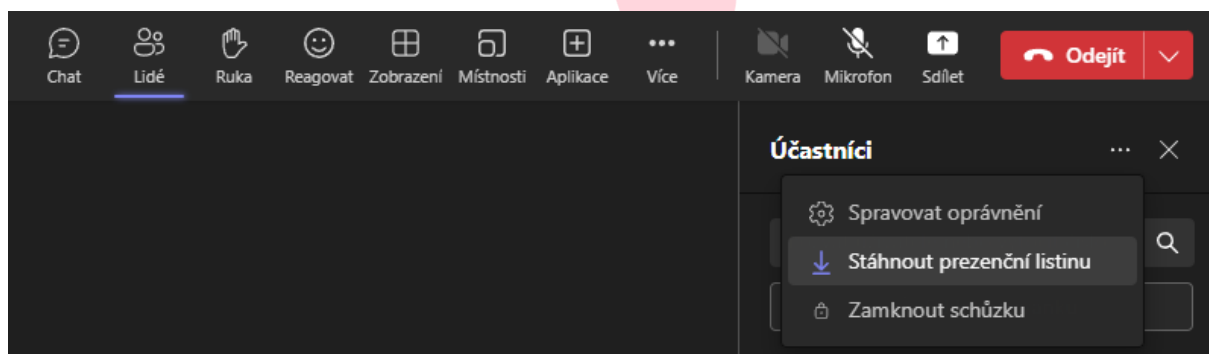 Chat Lidé Ruka Reagovat Zobrazení Místnosti Aplikace Více Kamera Mikrofon Sdílet Odejít
Účastníci
Spravovat oprávnění
Stáhnout prezenční listinu
Zamknout schůzku